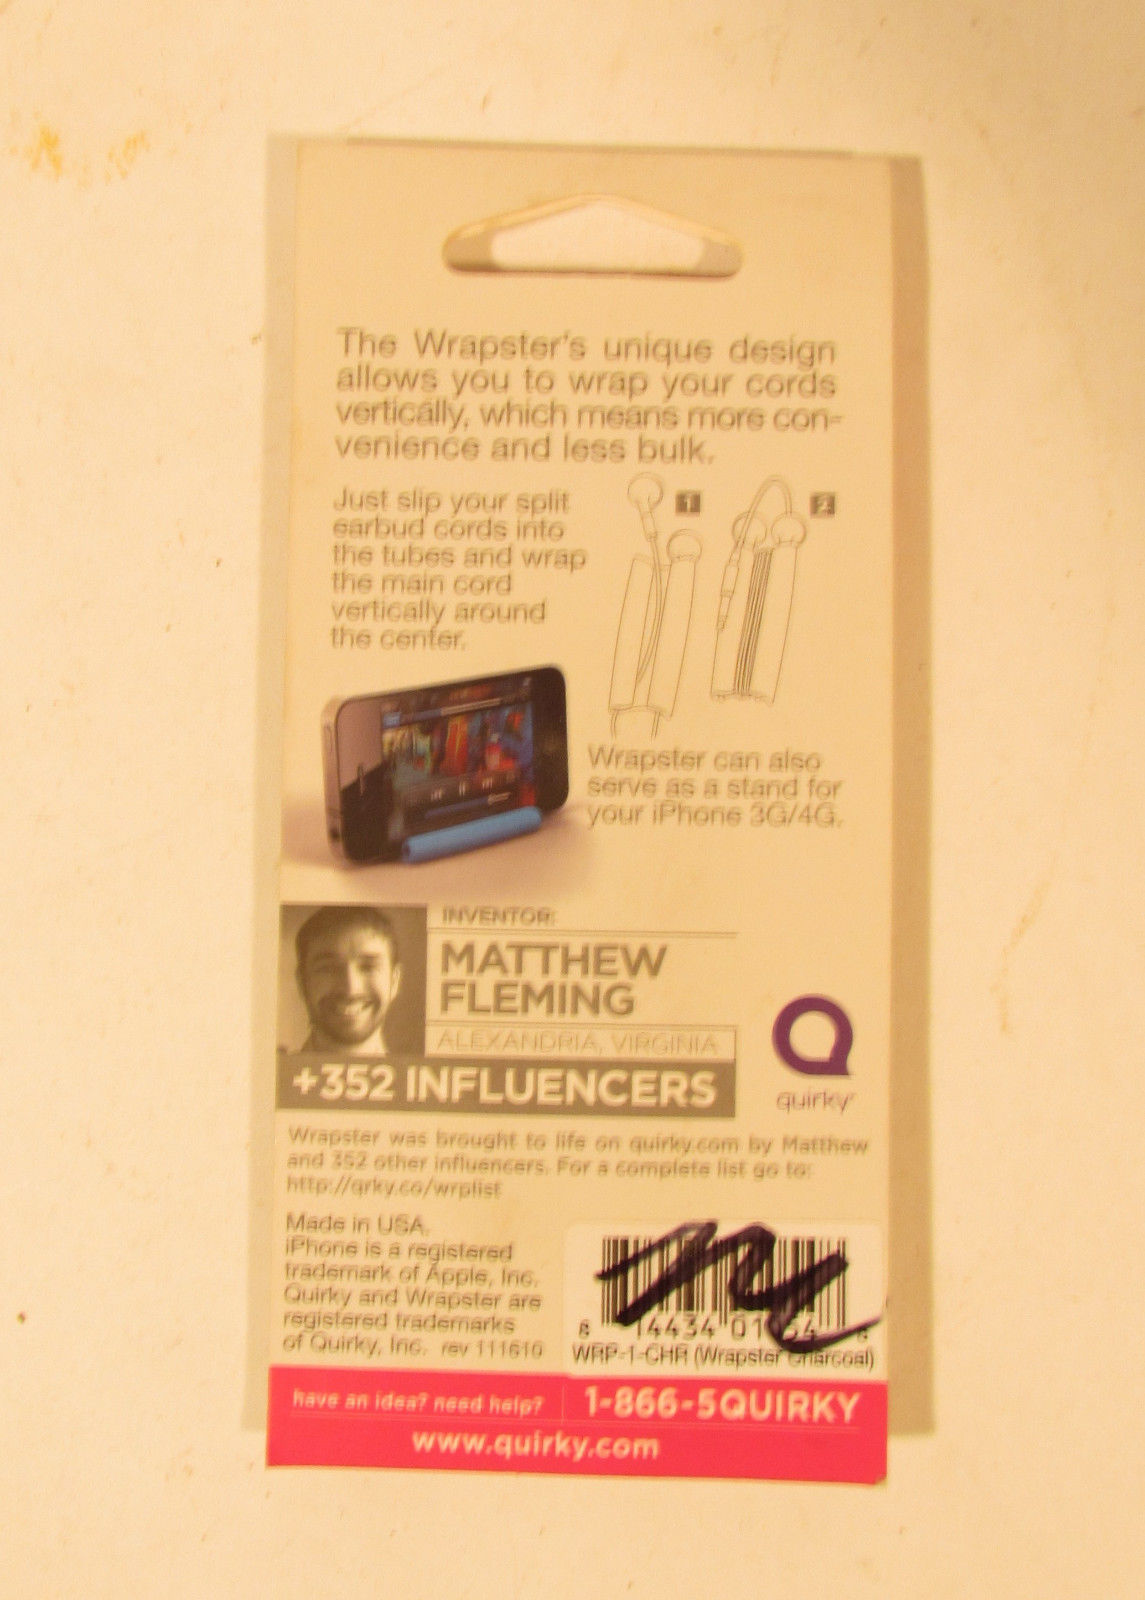 The Wrapster's unique design
allows you to wrap your cords
vertically, which means more con-
venience and less bulk.
Just slip your split
earbud cords into
the tubes and wrap
the main cord
vertically around
the center.
1
2
Wrapster can also
serve as a stand for
your iPhone 3G/4G.
INVENTOR:
MATTHEW
FLEMING
ALEXANDRIA, VIRGINIA
+352 INFLUENCERS
quirky
Wrapster was brought to life on quirky.com by Matthew
and 352 other influencers. For a complete list go to:
http://qrky.co/wrplist
Made in USA.
iPhone is a registered
trademark of Apple, Inc.
Quirky and Wrapster are
registered trademarks
of Quirky, Inc. rev 111610
8 14434 01 54
WRP-1-CHR (Wrapster Charcoal)
have an idea? need help? 1-866-5QUIRKY
www.quirky.com